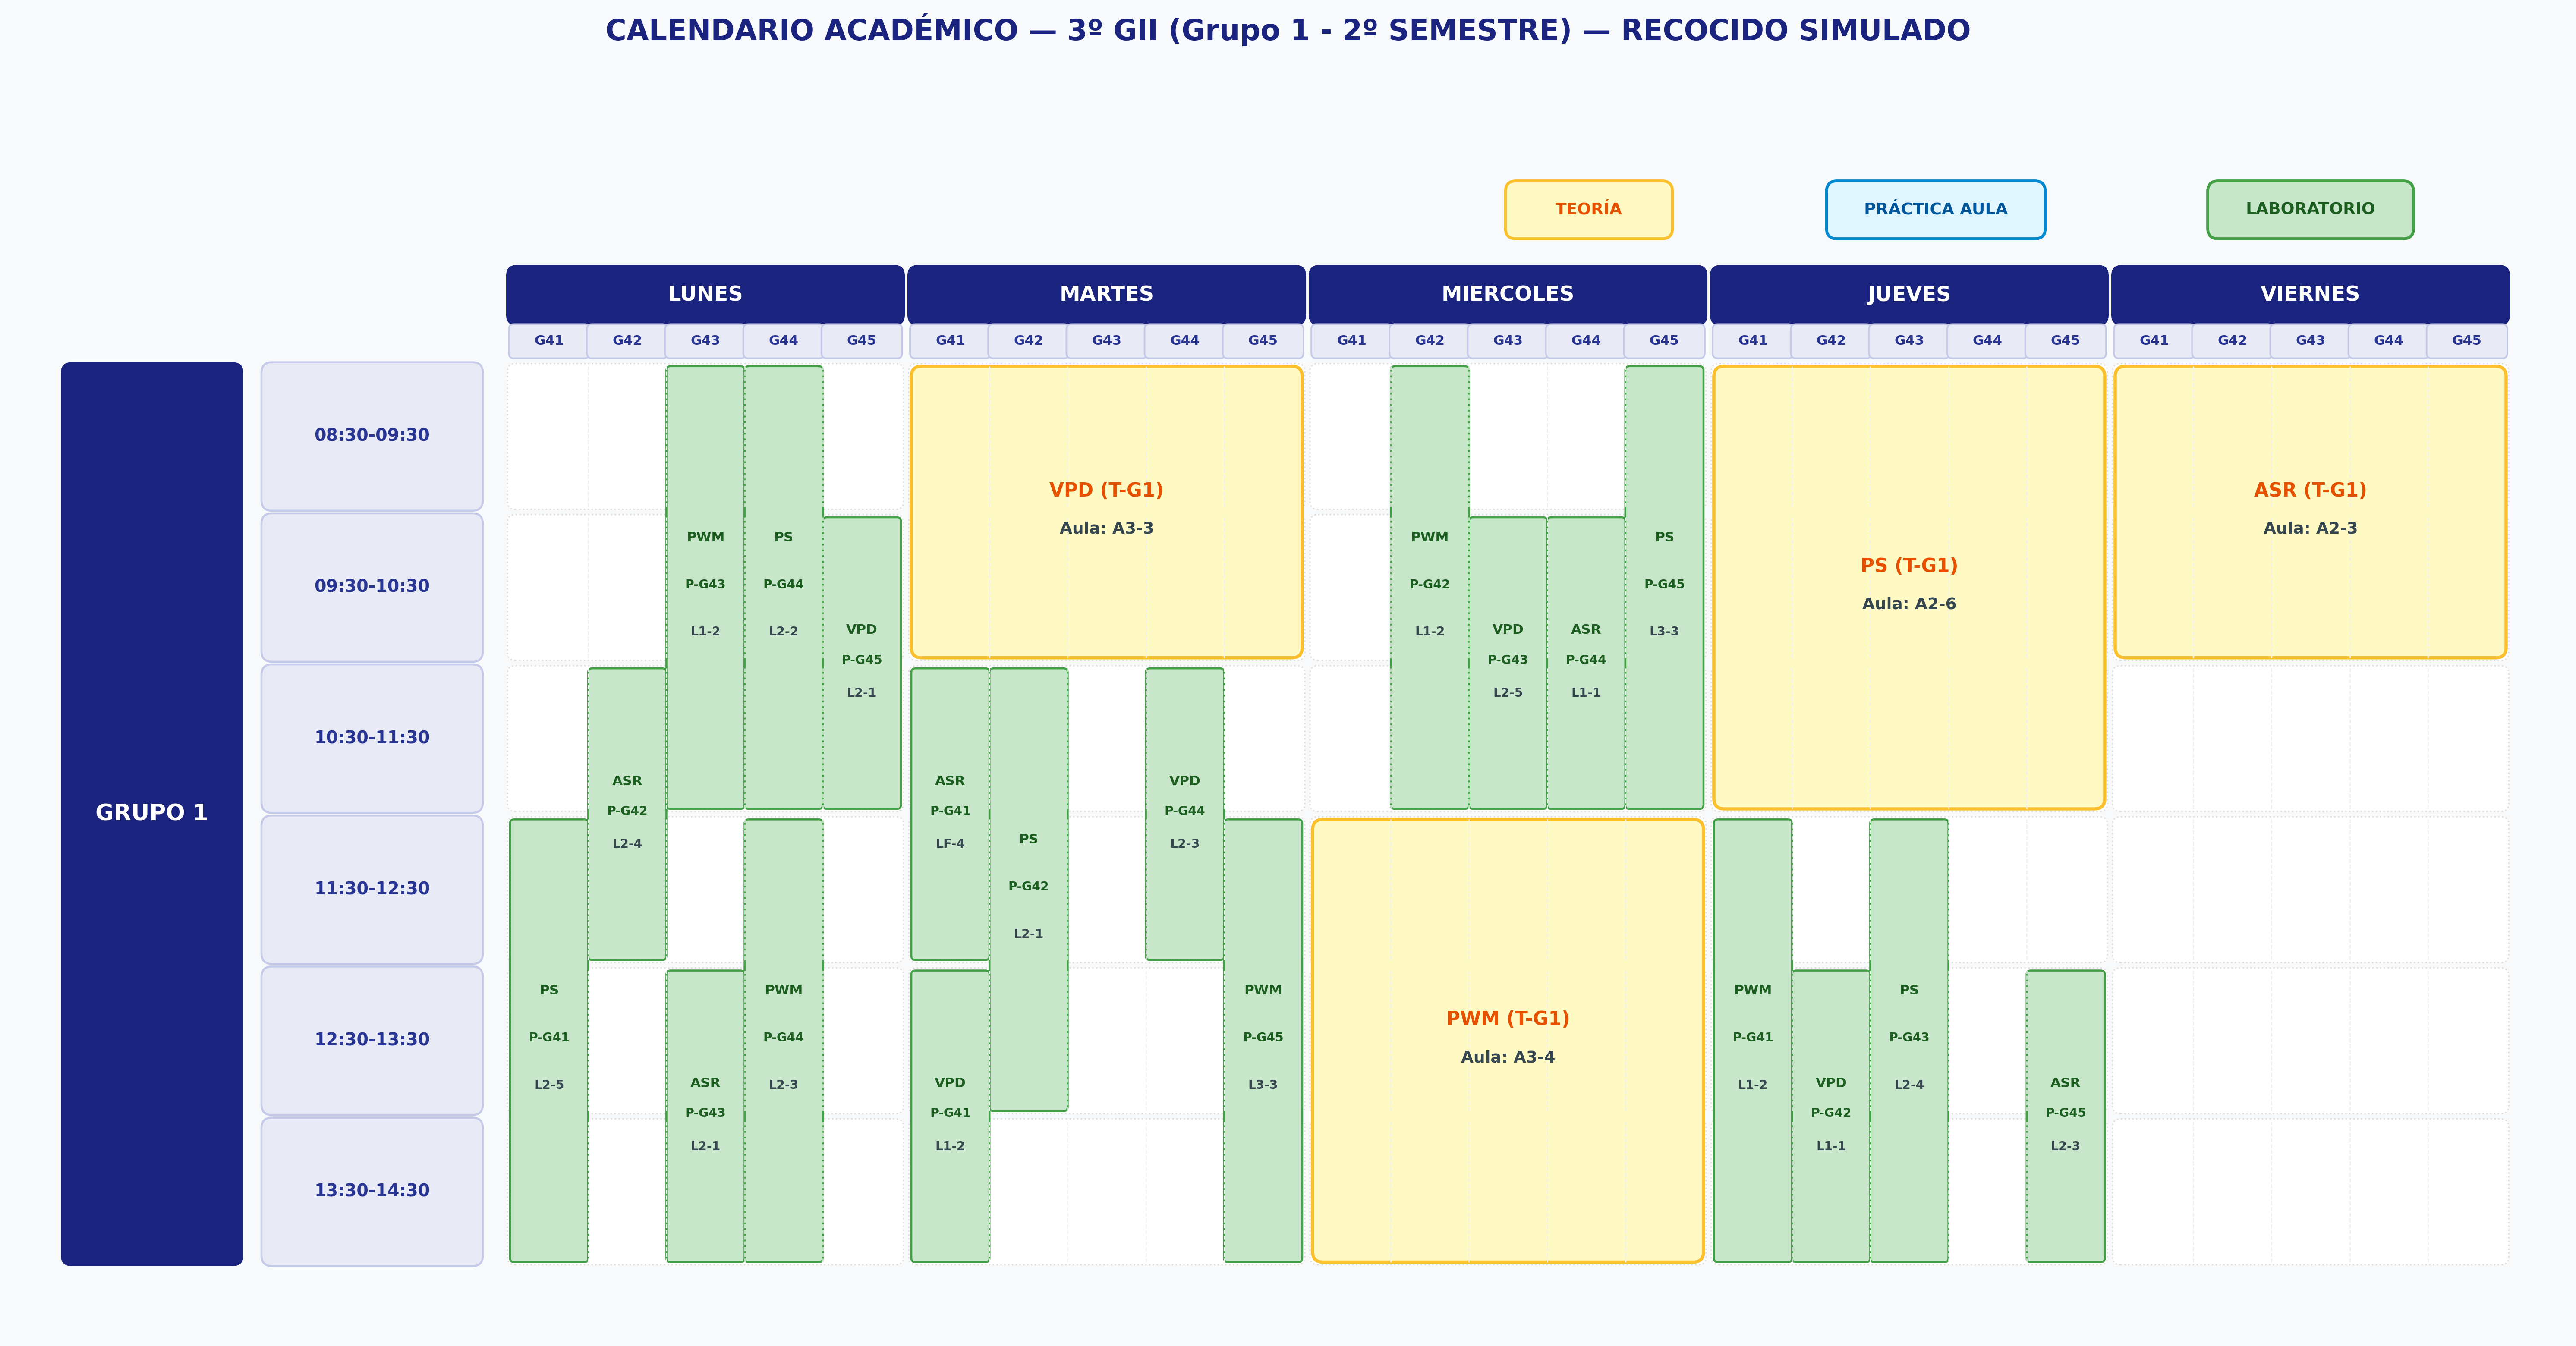 CALENDARIO ACADÉMICO — 3º GII (Grupo 1 - 2º SEMESTRE) — RECOCIDO SIMULADO
TEORÍA
PRÁCTICA AULA
LABORATORIO
LUNES
MARTES
MIERCOLES
JUEVES
VIERNES
G41 G42 G43 G44 G45 G41 G42 G43 G44 G45 G41 G42 G43 G44 G45 G41 G42 G43 G44 G45 G41 G42 G43 G44 G45
GRUPO 1
08:30-09:30
09:30-10:30
10:30-11:30
11:30-12:30
12:30-13:30
13:30-14:30
PS
P-G41
L2-5
ASR
P-G42
L2-4
PWM
P-G43
L1-2
ASR
P-G43
L2-1
PS
P-G44
L2-2
PWM
P-G44
L2-3
VPD
P-G45
L2-1
VPD (T-G1)
Aula: A3-3
ASR
P-G41
LF-4
VPD
P-G41
L1-2
PS
P-G42
L2-1
VPD
P-G44
L2-3
PWM
P-G45
L3-3
PWM
P-G42
L1-2
VPD
P-G43
L2-5
ASR
P-G44
L1-1
PS
P-G45
L3-3
PWM (T-G1)
Aula: A3-4
PS (T-G1)
Aula: A2-6
PWM
P-G41
L1-2
VPD
P-G42
L1-1
PS
P-G43
L2-4
ASR
P-G45
L2-3
ASR (T-G1)
Aula: A2-3